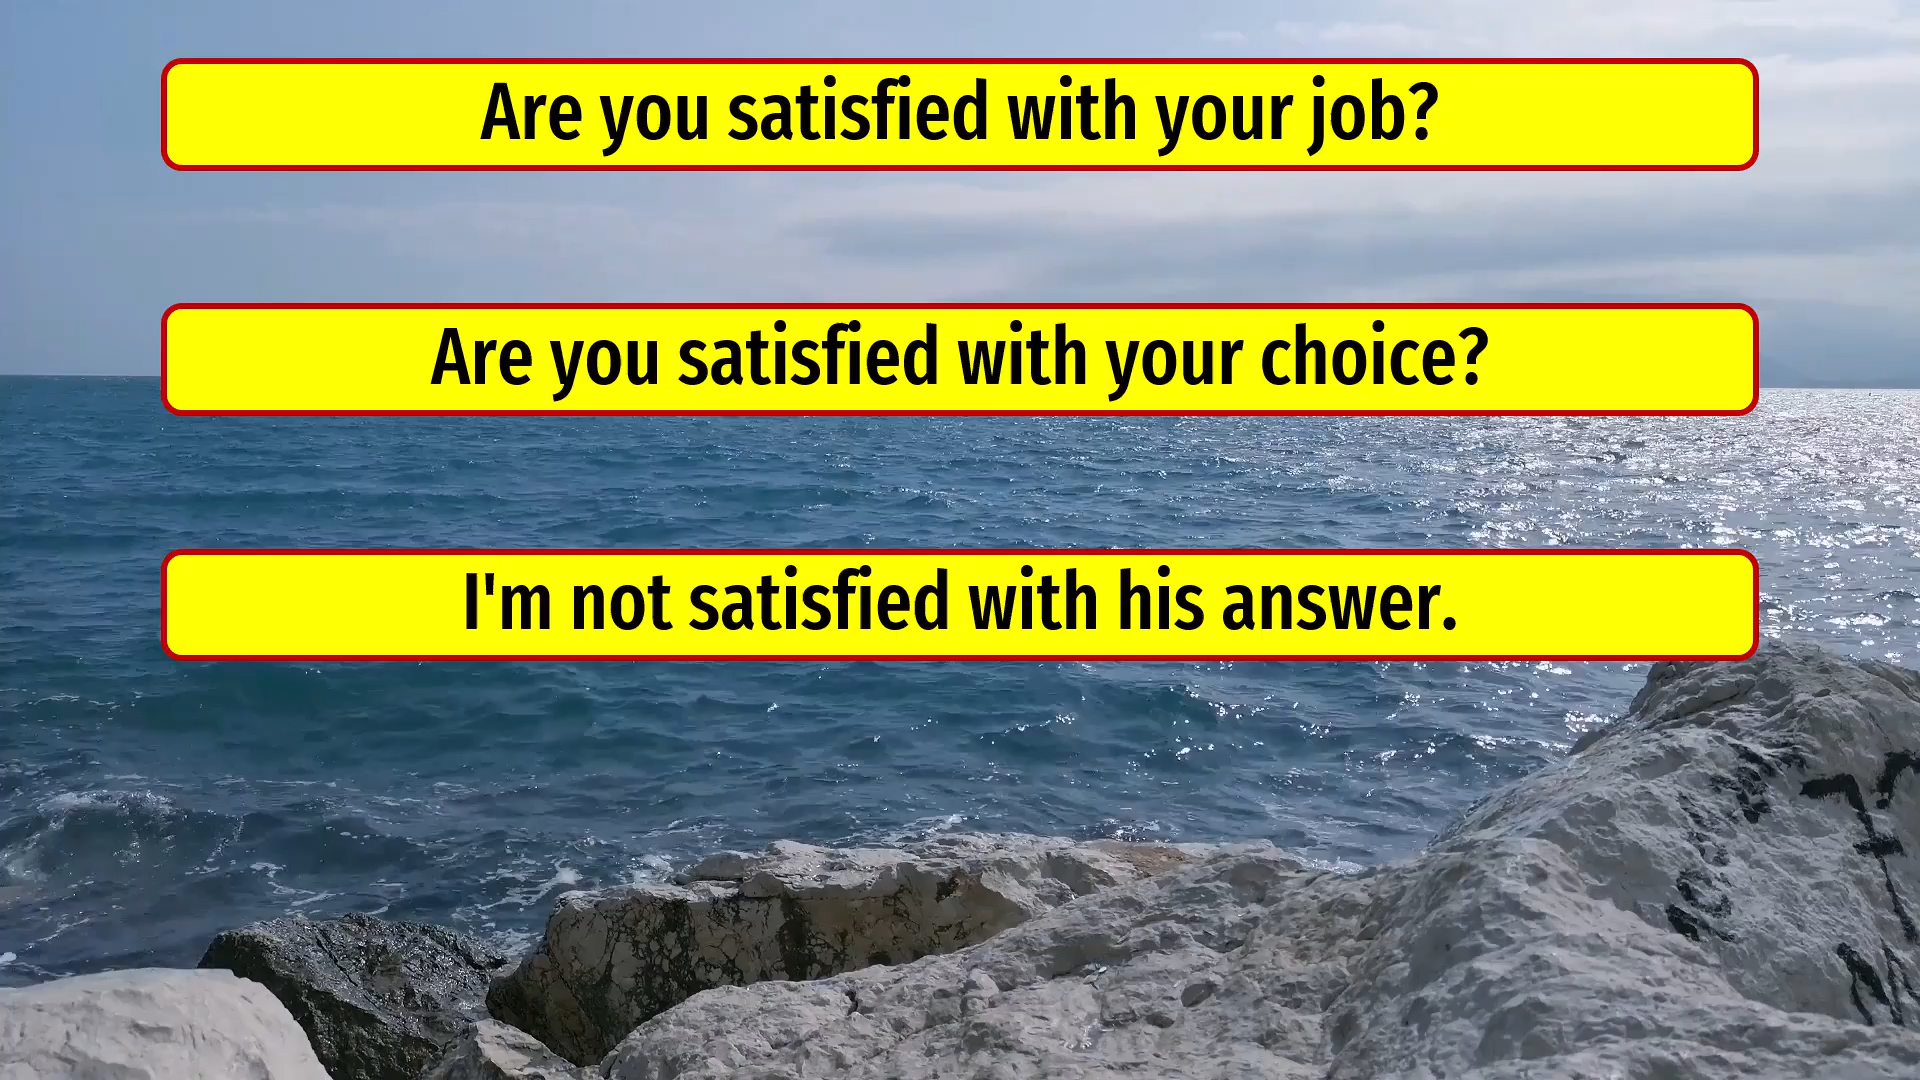 Are you satisfied with your job?
Are you satisfied with your choice?
I'm not satisfied with his answer.